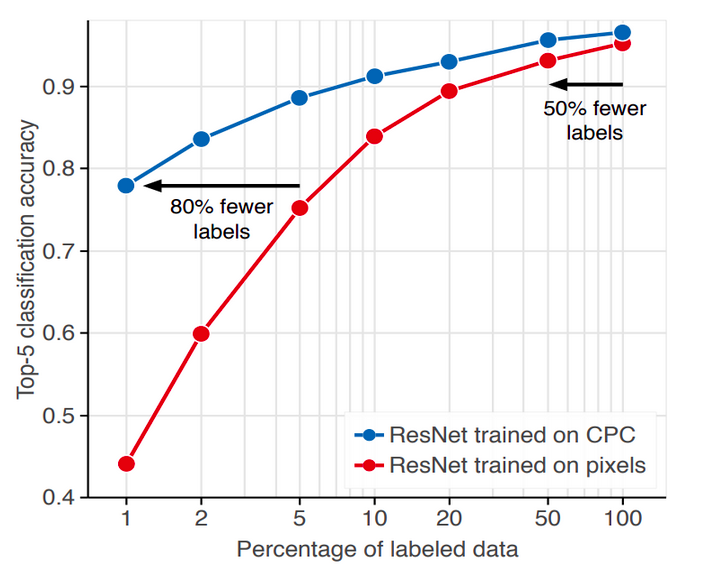 Top-5 classification accuracy
0.9
0.8
0.7
0.6
0.5
0.4
80% fewer
labels
50% fewer
labels
ResNet trained on CPC
ResNet trained on pixels
1 2 5 10 20 50 100
Percentage of labeled data